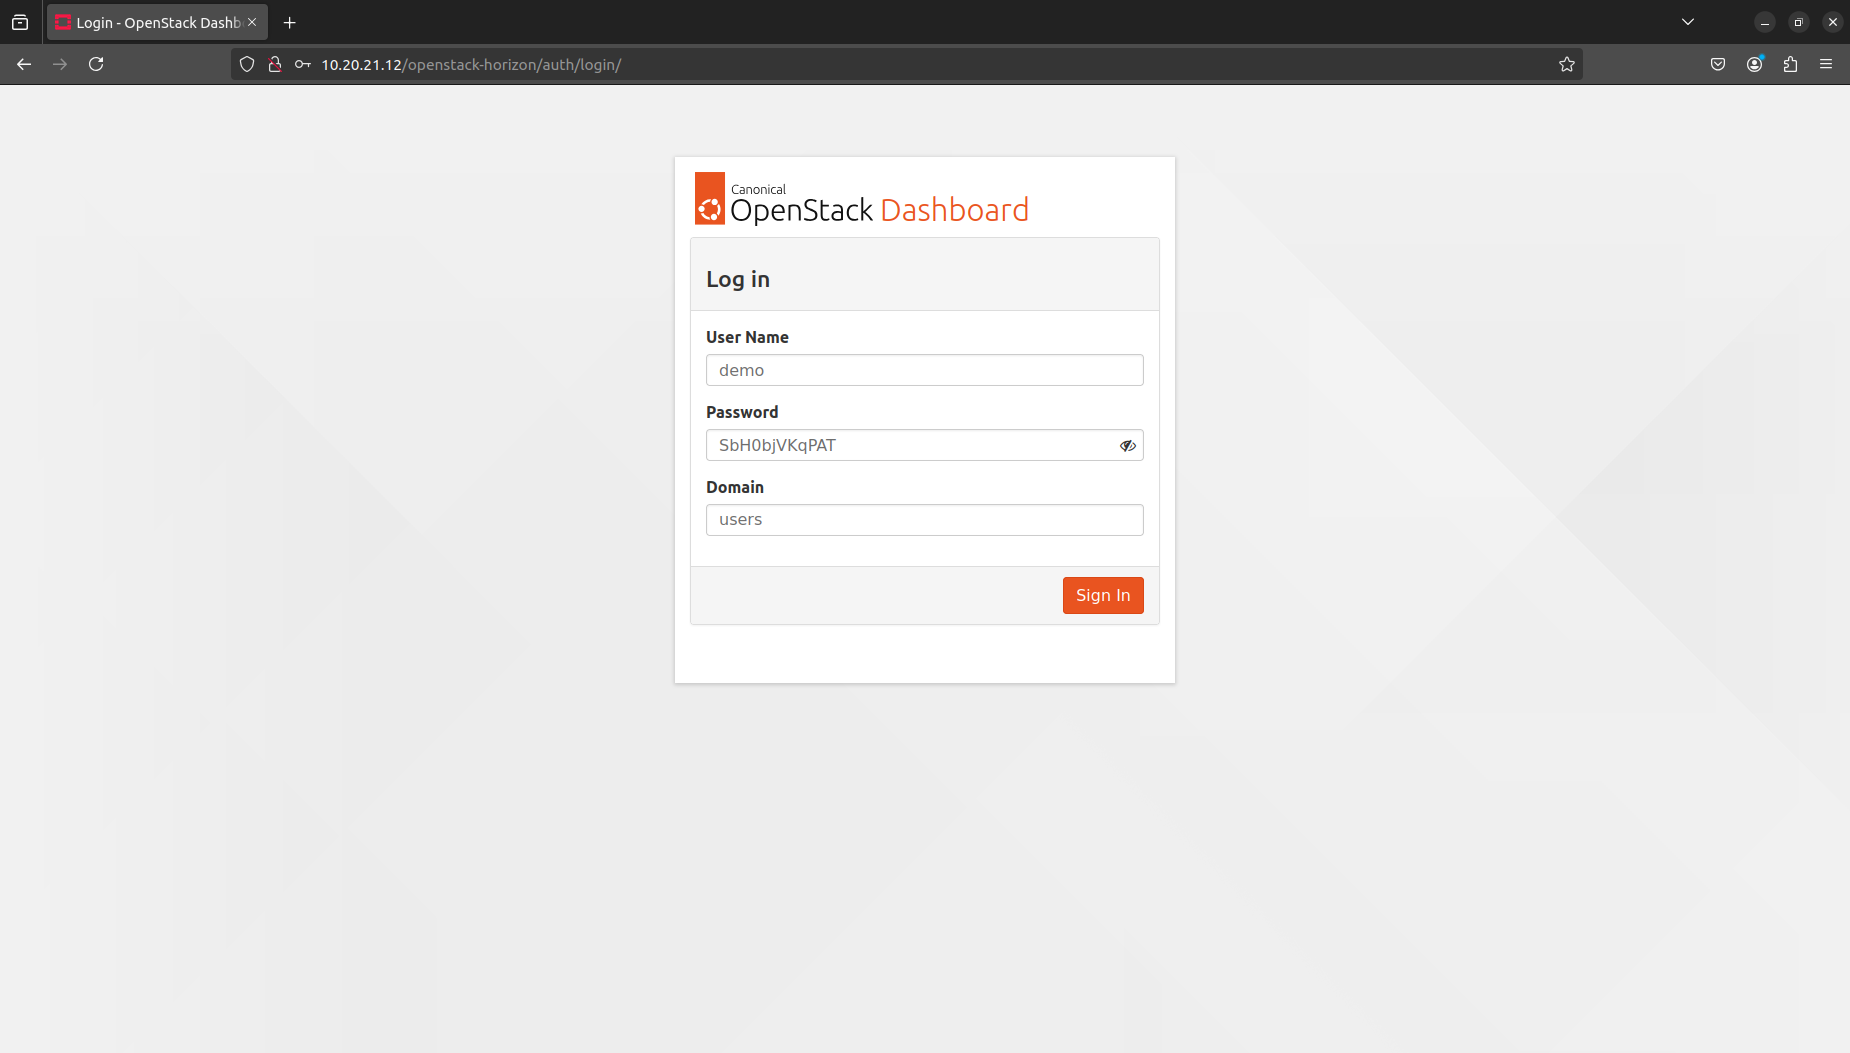 Login - OpenStack Dashb
10.20.21.12/openstack-horizon/auth/login/
Canonical
OpenStack Dashboard
Log in
User Name
demo
Password
SbH0bjVKqPAT
Domain
users
Sign In